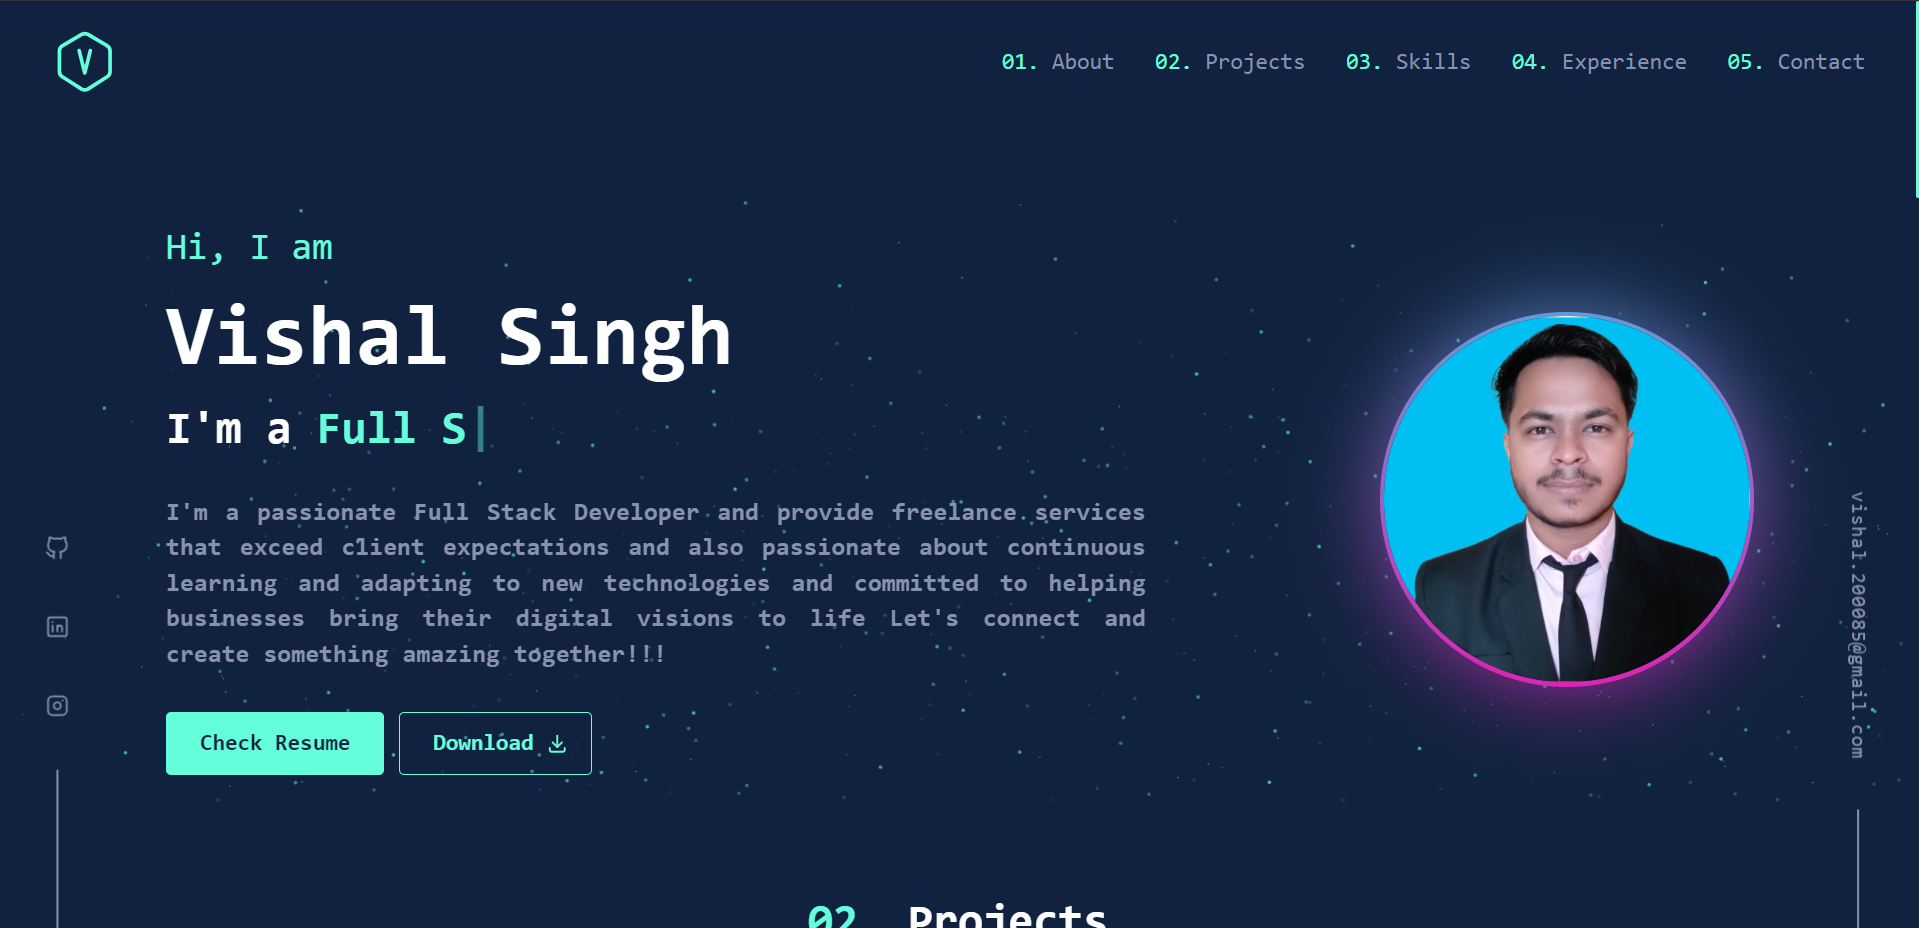 V
01. About 02. Projects 03. Skills 04. Experience 05. Contact
Hi, I am
Vishal Singh
I'm a Full S
I'm a passionate Full Stack Developer and provide freelance services
that exceed client expectations and also passionate about continuous
learning and adapting to new technologies and committed to helping
businesses bring their digital visions to life Let's connect and
create something amazing together!!!
Check Resume
Download
in
vishal.200085@gmail.com
02 Projects